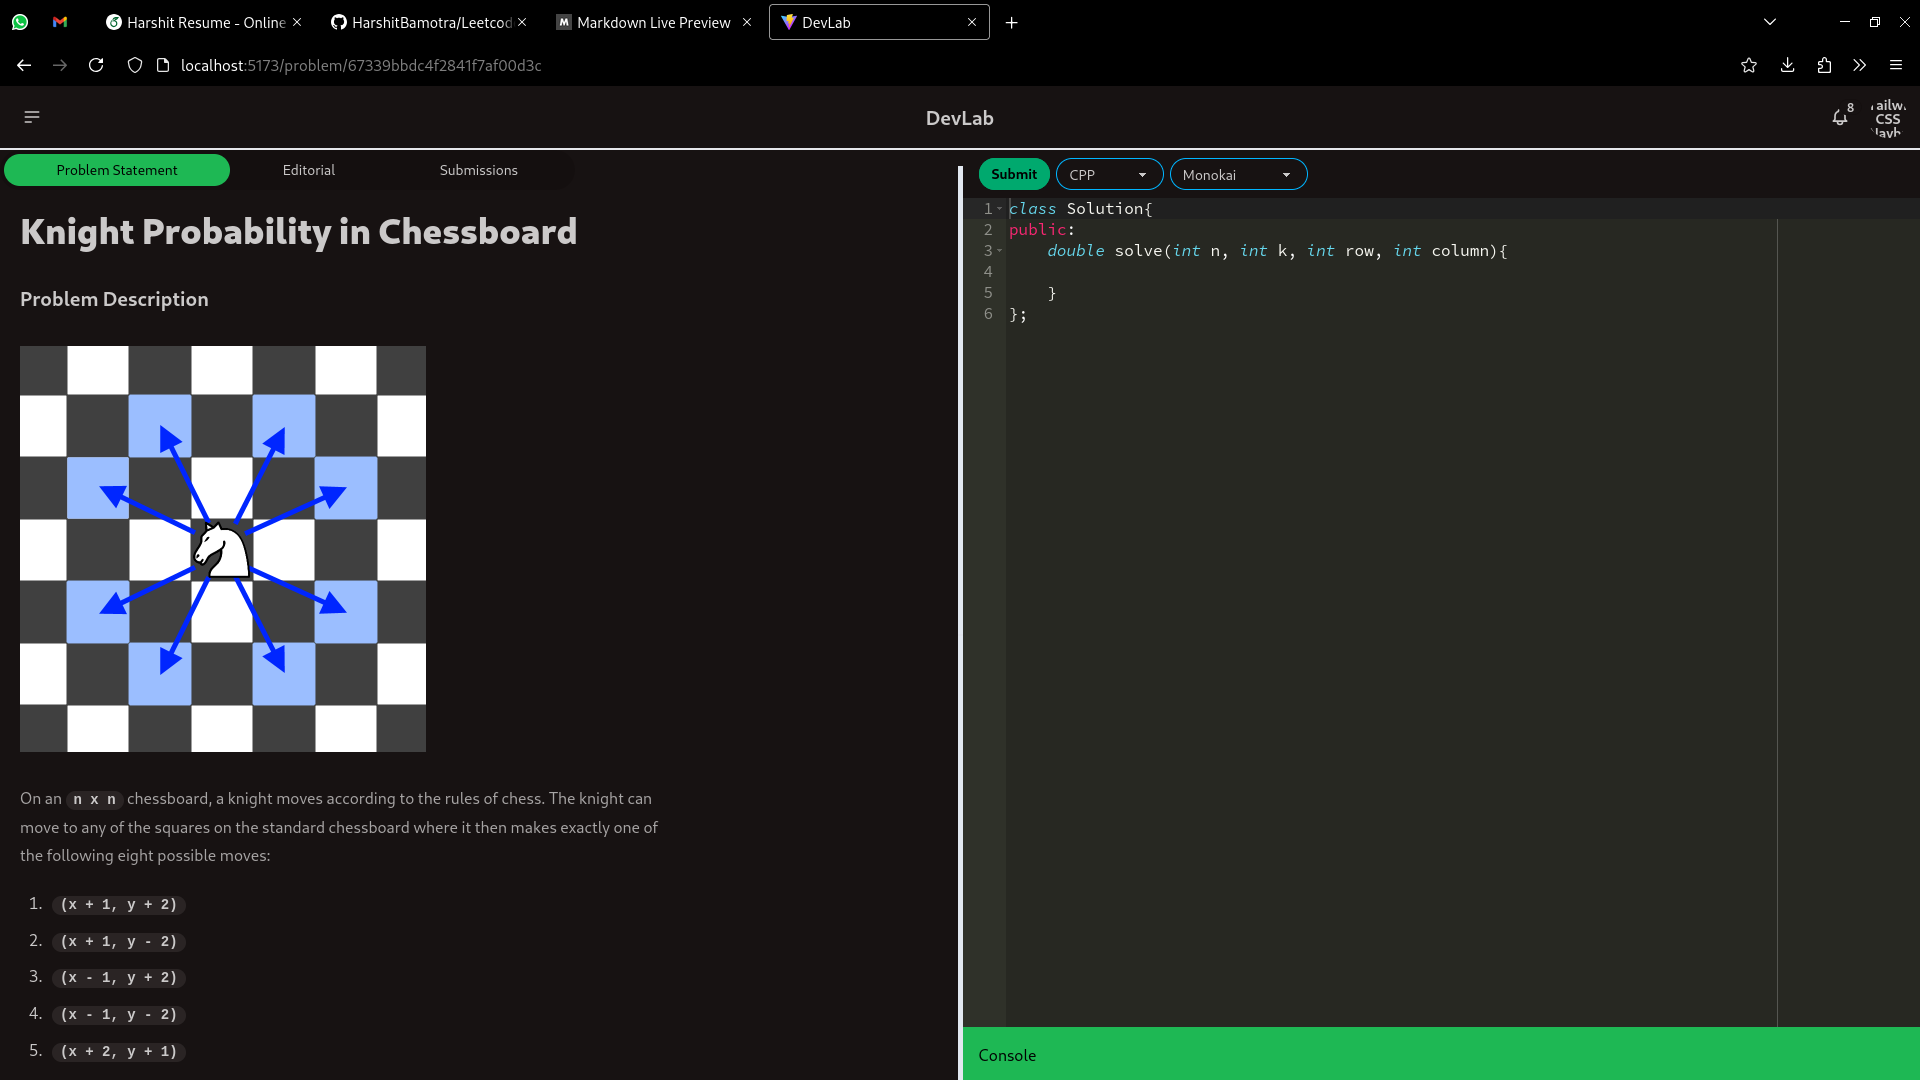 Harshit Resume - Online
HarshitBamotra/Leetcod
M Markdown Live Preview
DevLab
localhost:5173/problem/67339bbdc4f2841f7af00d3c
DevLab
8
CSS
Problem Statement
Editorial
Submissions
Submit
CPP
Monokai
Knight Probability in Chessboard
Problem Description
On an n x n chessboard, a knight moves according to the rules of chess. The knight can
move to any of the squares on the standard chessboard where it then makes exactly one of
the following eight possible moves:
1. (x + 1, y + 2)
2. (x + 1, y - 2)
3. (x - 1, y + 2)
4. (x - 1, y - 2)
5. (x + 2, y + 1)
1 class Solution{
2 public:
3     double solve(int n, int k, int row, int column){
4
5     }
6 };
Console